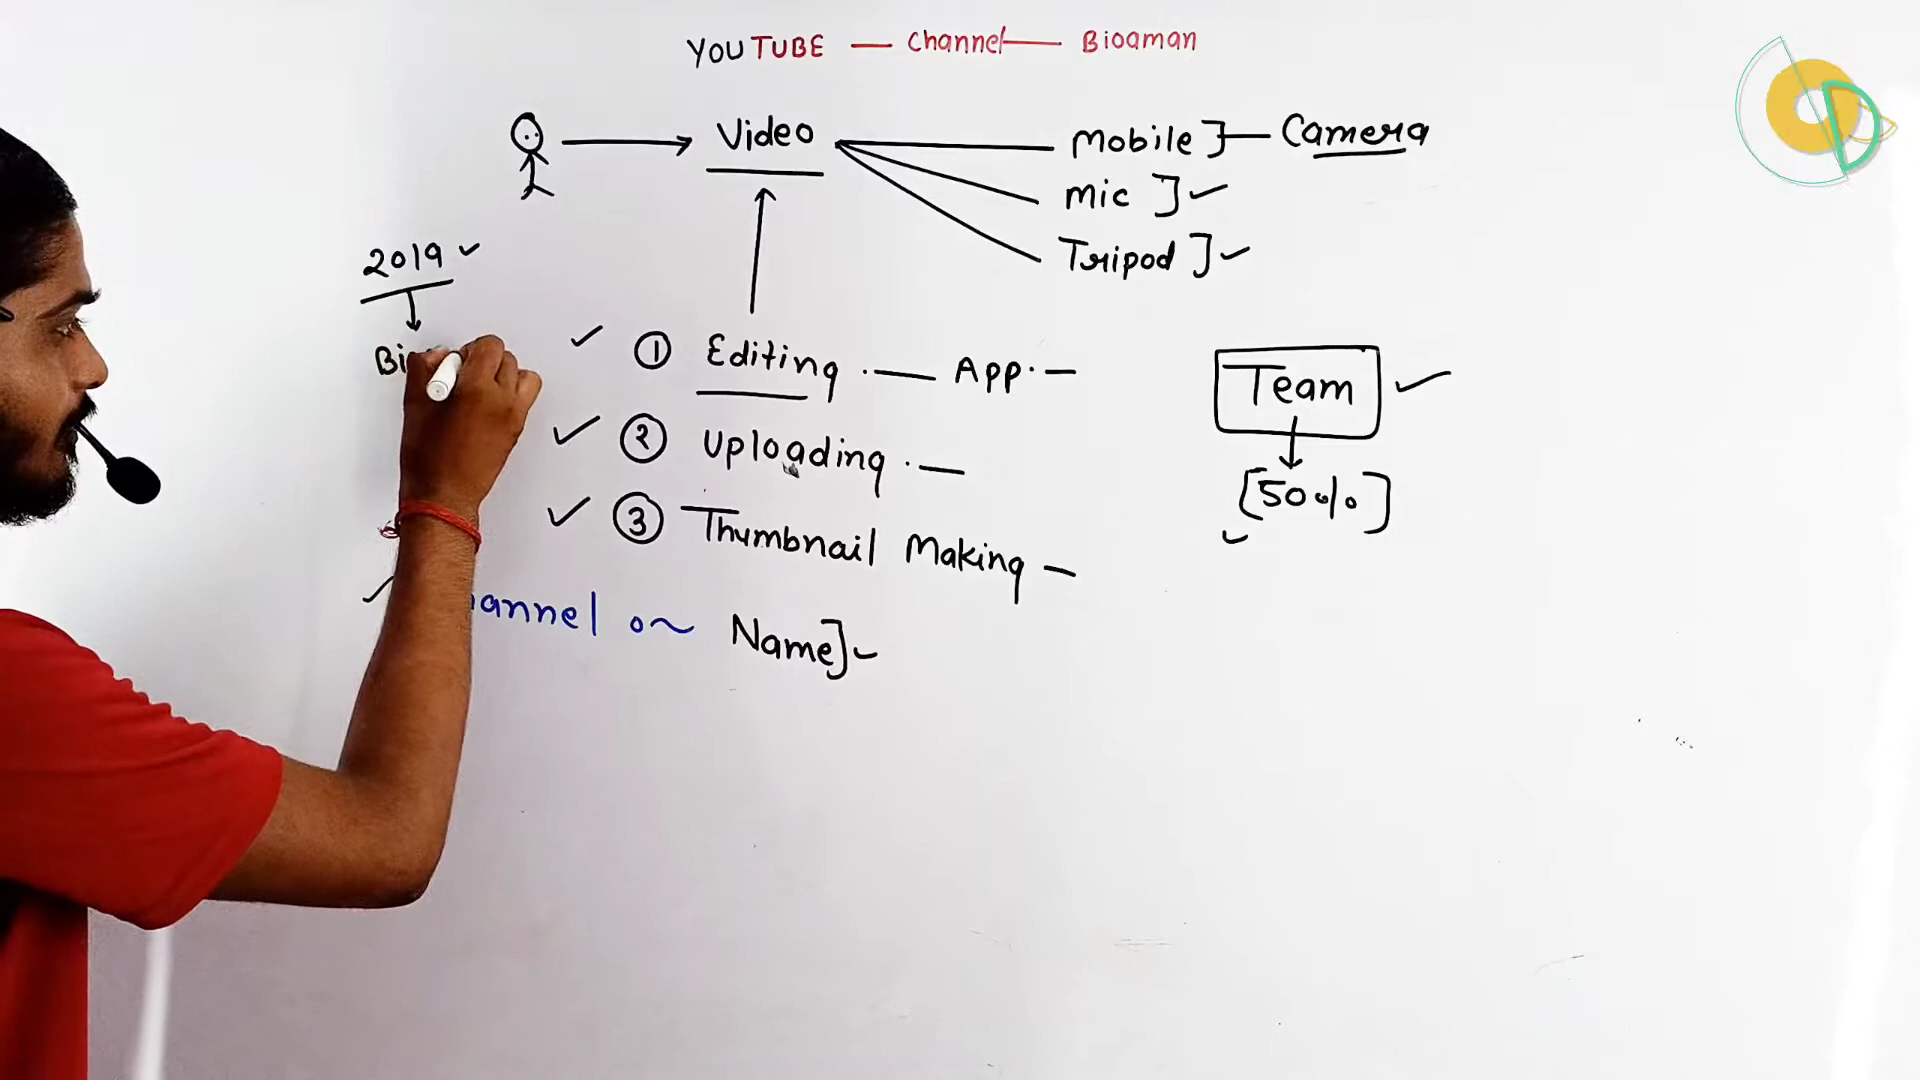 YOUTUBE — Channel — Bioaman
Video
Mobile ] — Camera
Mic ] ✓
Tripod ] ✓
2019 ✓
✓ ① Editing . — App . —
Team ✓
✓ ② Uploading . —
[50%]
✓ ③ Thumbnail Making —
Name] ✓